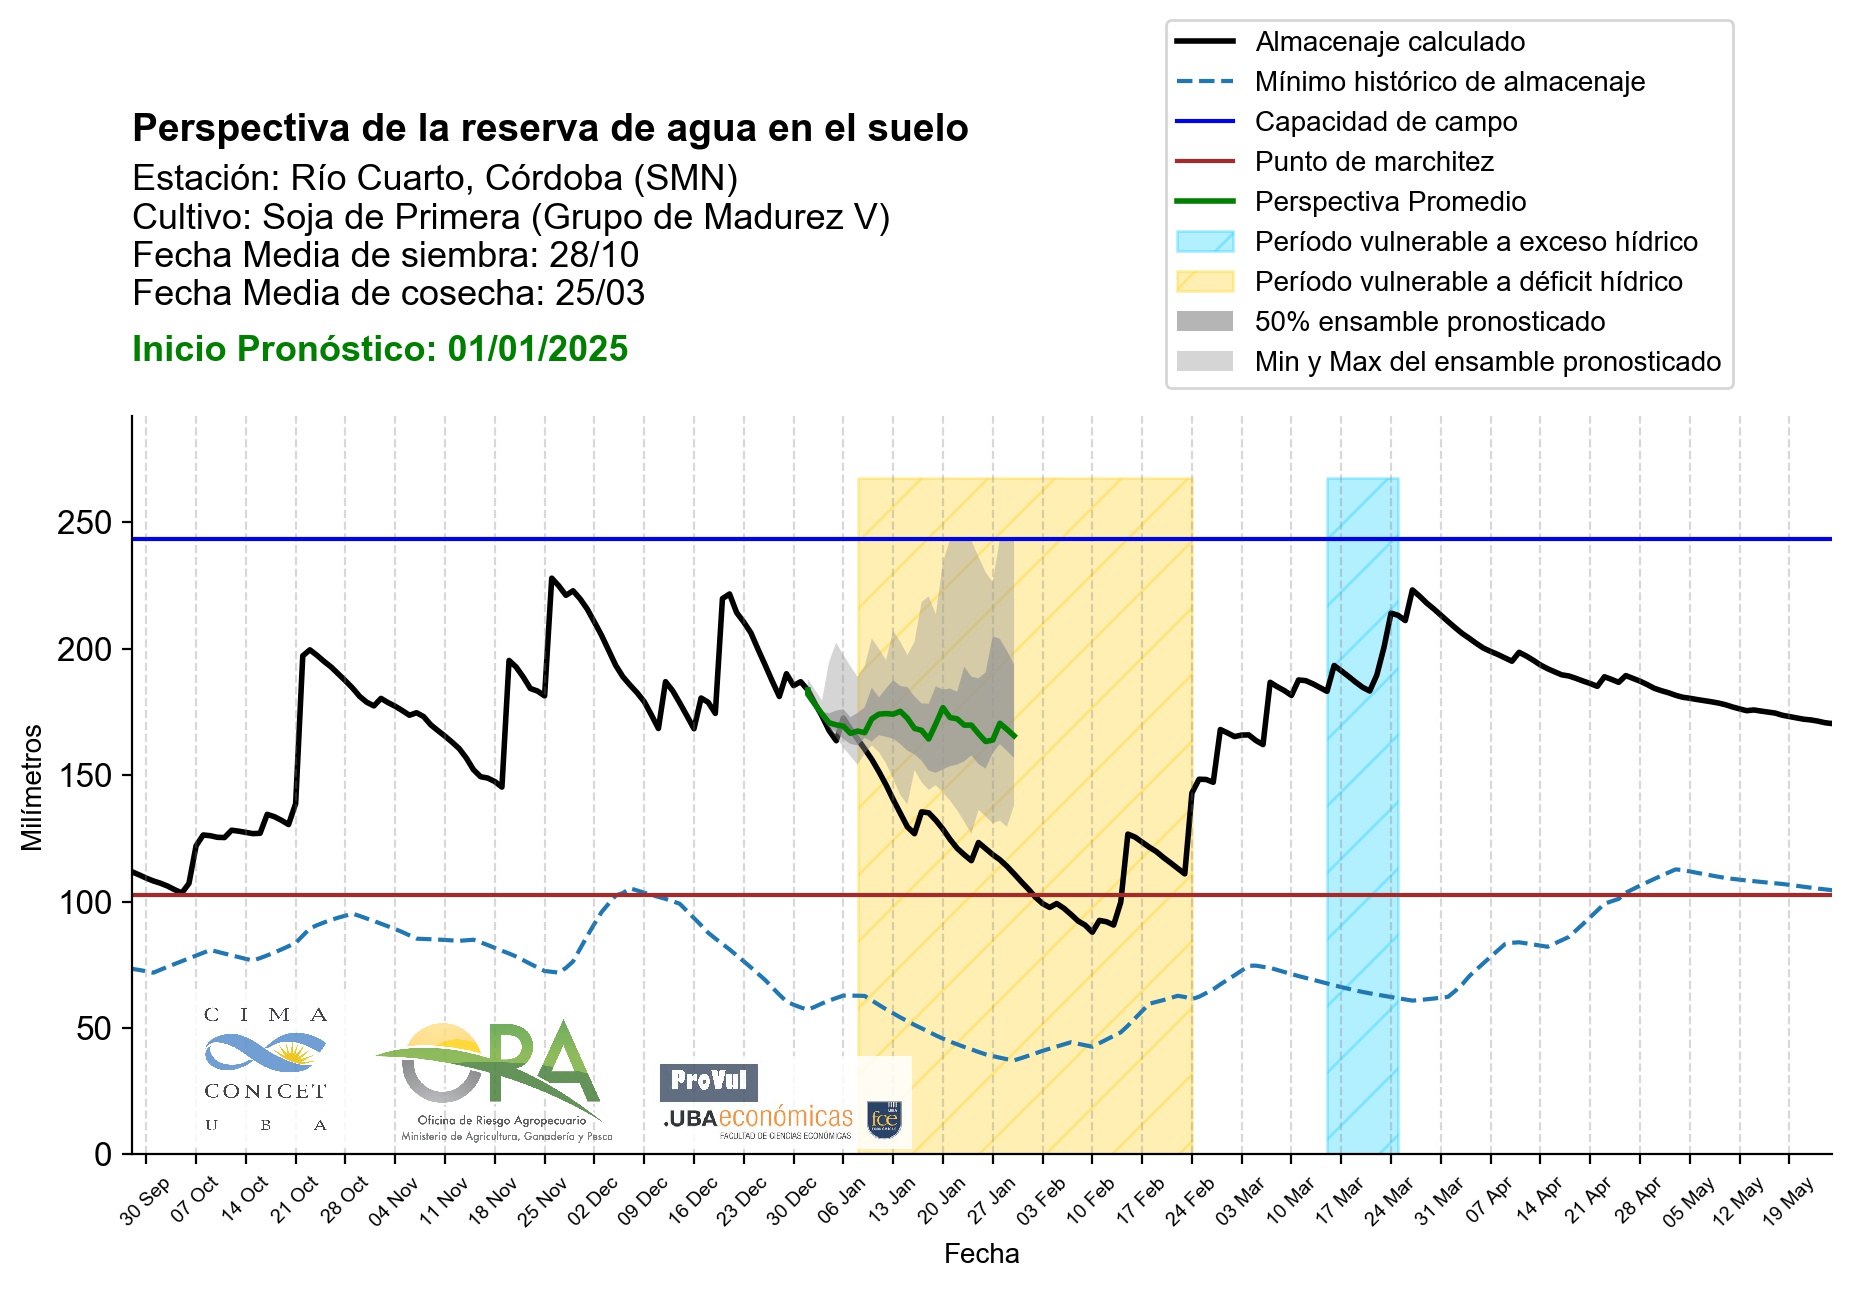 Almacenaje calculado
Mínimo histórico de almacenaje
Capacidad de campo
Punto de marchitez
Perspectiva Promedio
Período vulnerable a exceso hídrico
Período vulnerable a déficit hídrico
50% ensamble pronosticado
Min y Max del ensamble pronosticado
Perspectiva de la reserva de agua en el suelo
Estación: Río Cuarto, Córdoba (SMN)
Cultivo: Soja de Primera (Grupo de Madurez V)
Fecha Media de siembra: 28/10
Fecha Media de cosecha: 25/03
Inicio Pronóstico: 01/01/2025
Milímetros
250
200
150
100
50
0
CIMA
CONICET
UBA
ORA
Oficina de Riesgo Agropecuario
Ministerio de Agricultura, Ganadería y Pesca
ProVul
.UBAeconómicas
FACULTAD DE CIENCIAS ECONÓMICAS
UBA
fce
30 Sep
07 Oct
14 Oct
21 Oct
28 Oct
04 Nov
11 Nov
18 Nov
25 Nov
02 Dec
09 Dec
16 Dec
23 Dec
30 Dec
06 Jan
13 Jan
20 Jan
27 Jan
03 Feb
10 Feb
17 Feb
24 Feb
03 Mar
10 Mar
17 Mar
24 Mar
31 Mar
07 Apr
14 Apr
21 Apr
28 Apr
05 May
12 May
19 May
Fecha